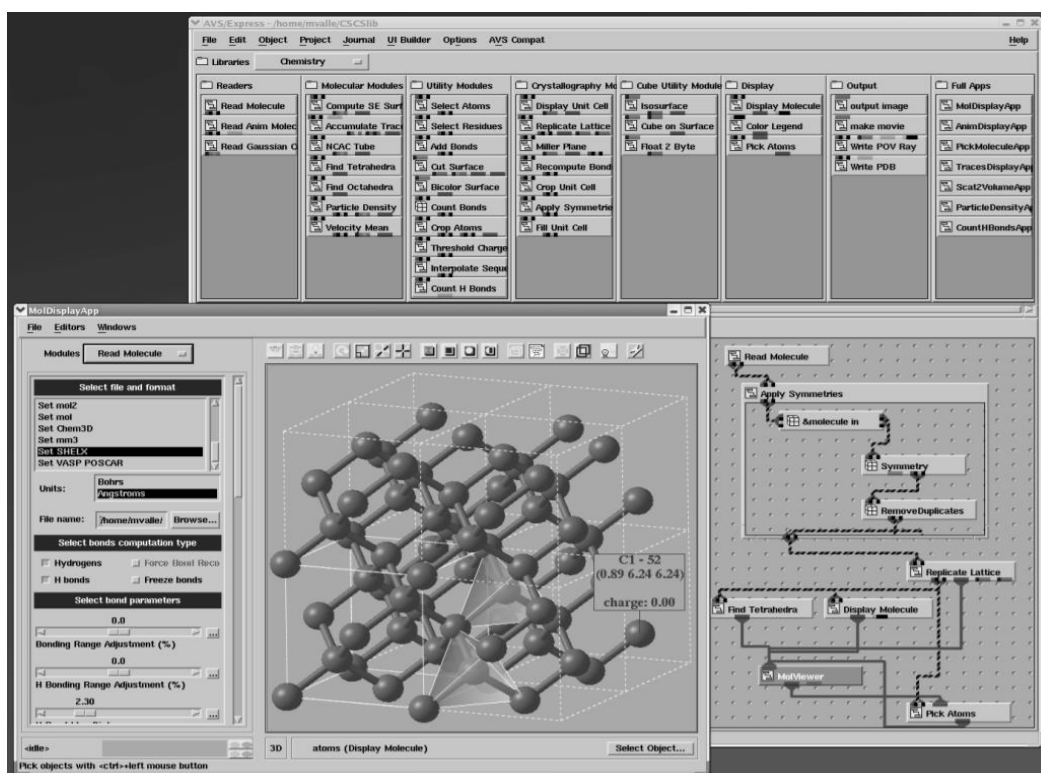 AVS/Express - /home/mvalle/CSCSlib
File Edit Object Project Journal UI Builder Options AVS Compat Help
Libraries Chemistry
Readers
Read Molecule
Read Anim Molec
Read Gaussian C
Molecular Modules
Compute SE Surf
Accumulate Trac
NCAC Tube
Find Tetrahedra
Find Octahedra
Particle Density
Velocity Mean
Utility Modules
Select Atoms
Select Residues
Add Bonds
Cut Surface
Bicolor Surface
Count Bonds
Crop Atoms
Threshold Charge
Interpolate Seque
Count H Bonds
Crystallography Mo
Display Unit Cell
Replicate Lattice
Miller Plane
Recompute Bond
Crop Unit Cell
Apply Symmetrie
Fill Unit Cell
Cube Utility Module
Isosurface
Cube on Surface
Float 2 Byte
Display
Display Molecule
Color Legend
Pick Atoms
Output
output image
make movie
Write POV Ray
Write PDB
Full Apps
MolDisplayApp
AnimDisplayApp
PickMoleculeApp
TracesDisplayApp
Scat2VolumeApp
ParticleDensityA
CountHBondsApp
MolDisplayApp
File Editors Windows
Modules Read Molecule
Select file and format
Set mol2
Set mol
Set Chem3D
Set mm3
Set SHELX
Set VASP POSCAR
Units: Bohrs
Angstroms
File name: /home/mvalle/ Browse...
Select bonds computation type
Hydrogens Force Bond Reco
H bonds Freeze bonds
Select bond parameters
0.0
Bonding Range Adjustment (%)
0.0
H Bonding Range Adjustment (%)
2.30
C1 - 52
(0.89 6.24 6.24)
charge: 0.00
<idle>
3D atoms (Display Molecule) Select Object...
Pick objects with <ctrl>+left mouse button
Read Molecule
Apply Symmetries
&molecule in
Symmetry
RemoveDuplicates
Replicate Lattice
Find Tetrahedra
Display Molecule
MolViewer
Pick Atoms